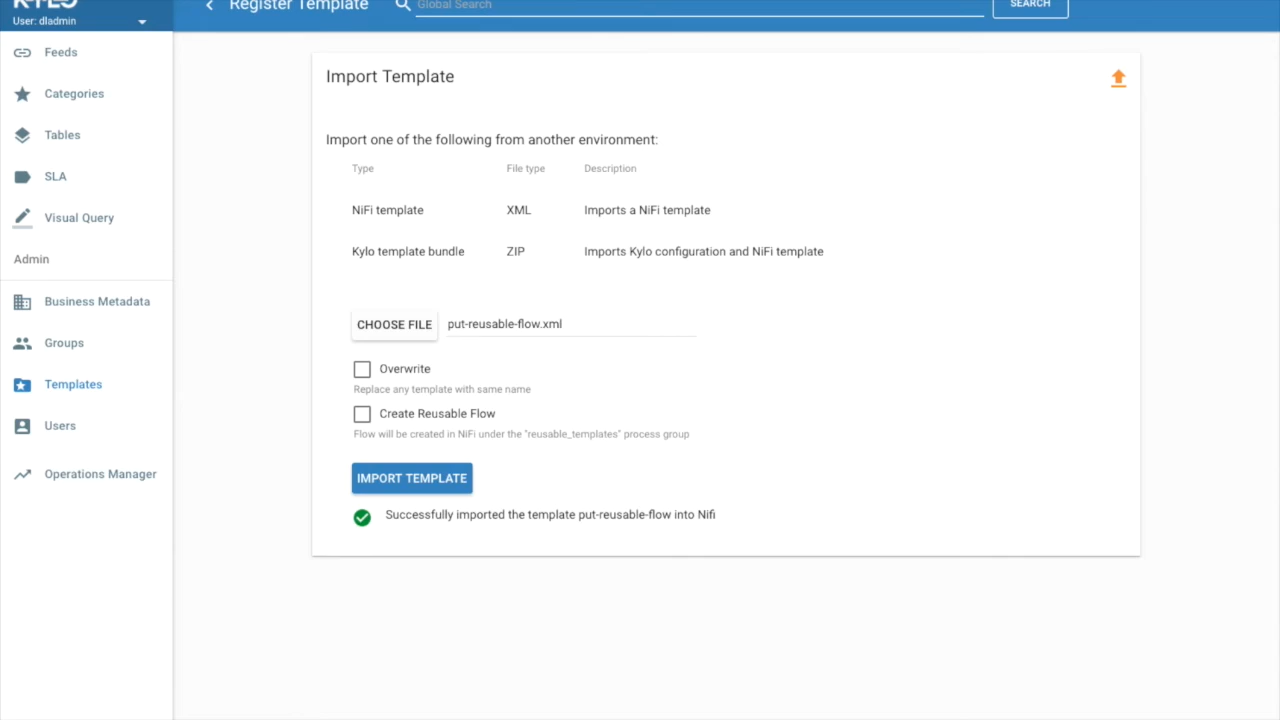 KYLO
User: dladmin
Register Template
Global Search
SEARCH
Feeds
Categories
Tables
SLA
Visual Query
Admin
Business Metadata
Groups
Templates
Users
Operations Manager
Import Template
Import one of the following from another environment:
Type File type Description
NiFi template XML Imports a NiFi template
Kylo template bundle ZIP Imports Kylo configuration and NiFi template
CHOOSE FILE put-reusable-flow.xml
Overwrite
Replace any template with same name
Create Reusable Flow
Flow will be created in NiFi under the "reusable_templates" process group
IMPORT TEMPLATE
Successfully imported the template put-reusable-flow into Nifi